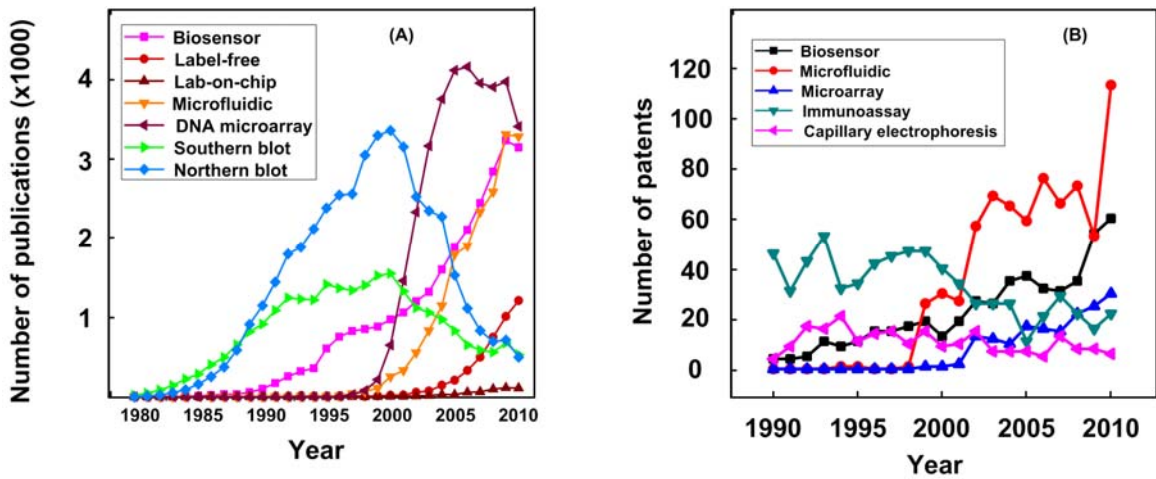 (A)
Biosensor
Label-free
Lab-on-chip
Microfluidic
DNA microarray
Southern blot
Northern blot
Number of publications (x1000)
4
3
2
1
1980 1985 1990 1995 2000 2005 2010
Year
(B)
Biosensor
Microfluidic
Microarray
Immunoassay
Capillary electrophoresis
Number of patents
120
100
80
60
40
20
0
1990 1995 2000 2005 2010
Year